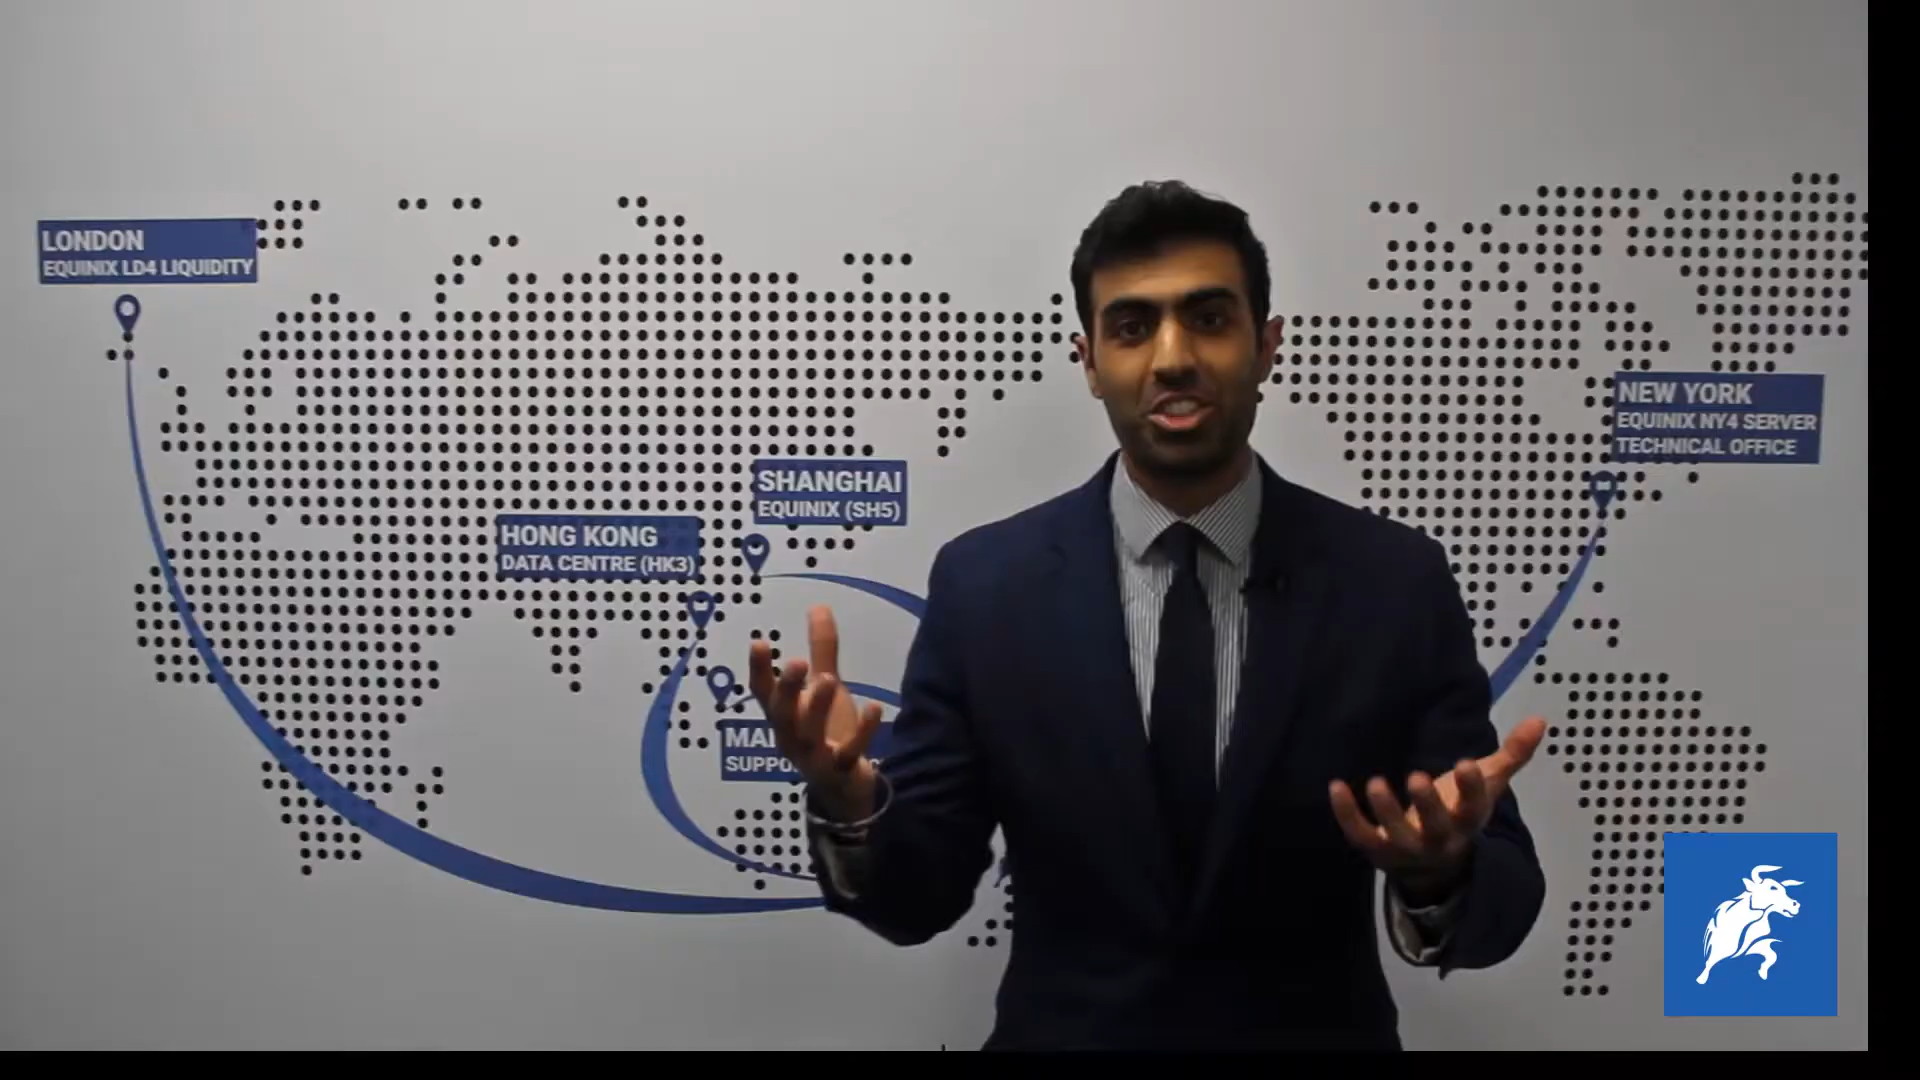 LONDON
EQUINIX LD4 LIQUIDITY
NEW YORK
EQUINIX NY4 SERVER
TECHNICAL OFFICE
SHANGHAI
EQUINIX (SH5)
HONG KONG
DATA CENTRE (HK3)